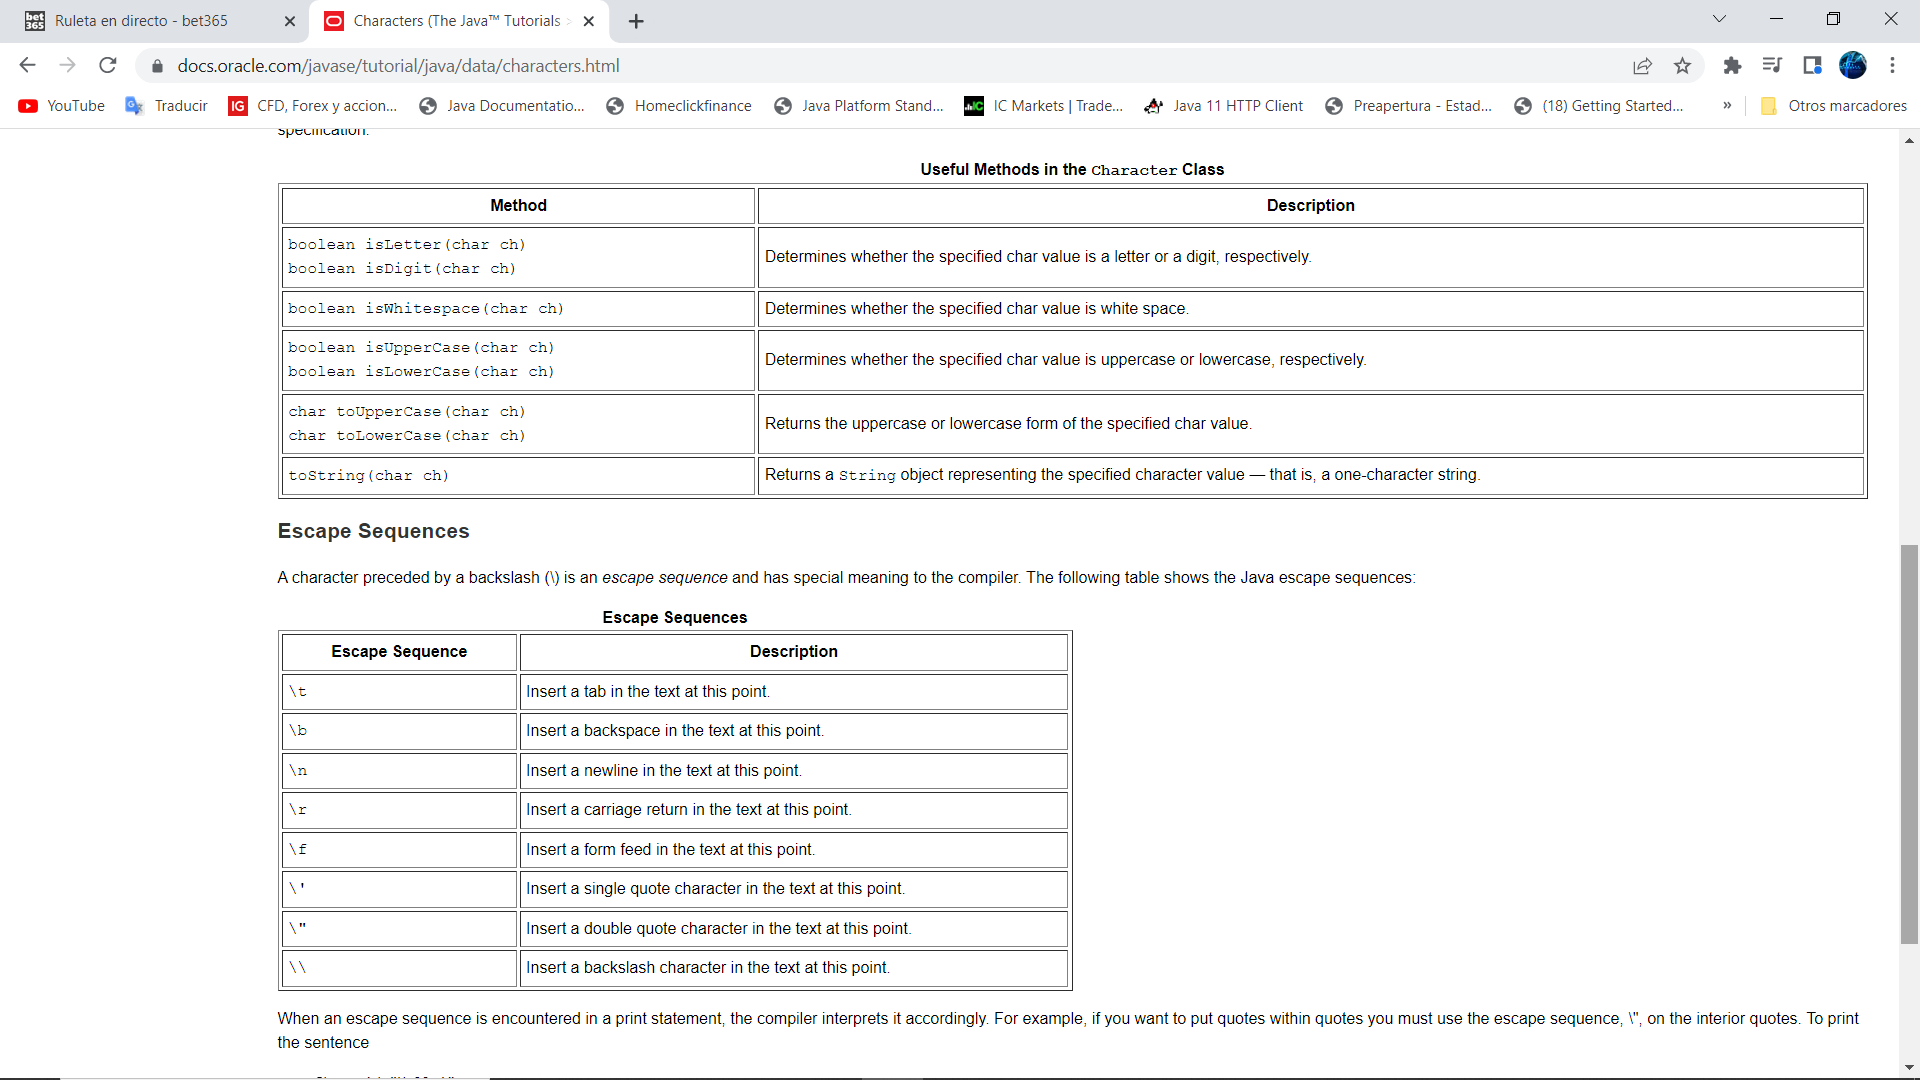 Ruleta en directo - bet365
Characters (The Java™ Tutorials >
docs.oracle.com/javase/tutorial/java/data/characters.html
YouTube
Traducir
CFD, Forex y accion...
Java Documentatio...
Homeclickfinance
Java Platform Stand...
IC Markets | Trade...
Java 11 HTTP Client
Preapertura - Estad...
(18) Getting Started...
»
Otros marcadores
specification.
Useful Methods in the Character Class
Method
Description
boolean isLetter(char ch)
boolean isDigit(char ch)
Determines whether the specified char value is a letter or a digit, respectively.
boolean isWhitespace(char ch)
Determines whether the specified char value is white space.
boolean isUpperCase(char ch)
boolean isLowerCase(char ch)
Determines whether the specified char value is uppercase or lowercase, respectively.
char toUpperCase(char ch)
char toLowerCase(char ch)
Returns the uppercase or lowercase form of the specified char value.
toString(char ch)
Returns a String object representing the specified character value — that is, a one-character string.
Escape Sequences
A character preceded by a backslash (\) is an escape sequence and has special meaning to the compiler. The following table shows the Java escape sequences:
Escape Sequences
Escape Sequence
Description
\t
Insert a tab in the text at this point.
\b
Insert a backspace in the text at this point.
\n
Insert a newline in the text at this point.
\r
Insert a carriage return in the text at this point.
\f
Insert a form feed in the text at this point.
\'
Insert a single quote character in the text at this point.
\"
Insert a double quote character in the text at this point.
\\
Insert a backslash character in the text at this point.
When an escape sequence is encountered in a print statement, the compiler interprets it accordingly. For example, if you want to put quotes within quotes you must use the escape sequence, \", on the interior quotes. To print
the sentence